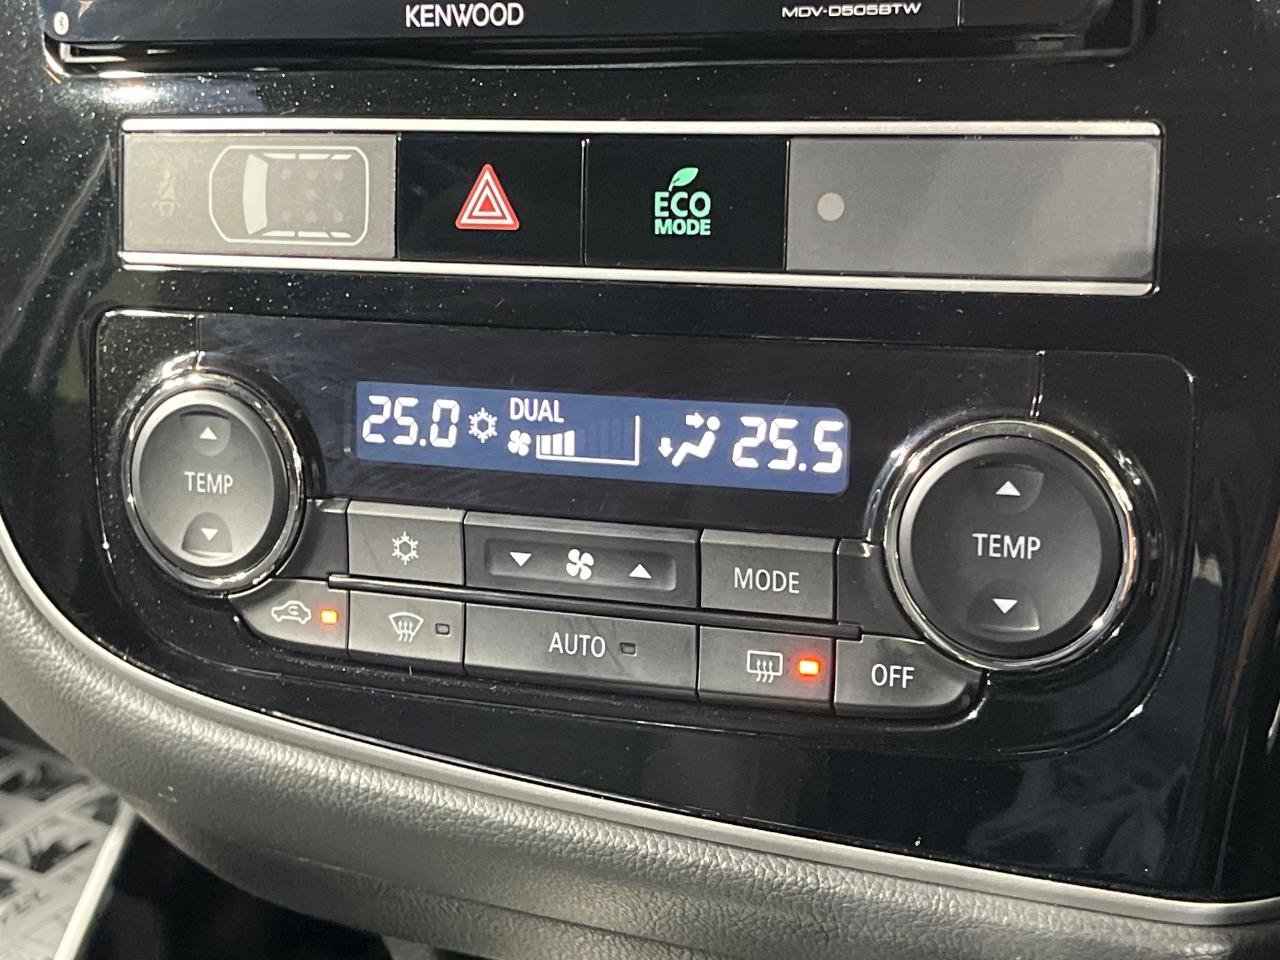 KENWOOD
MDV-D505BTW
ECO
MODE
25.0
DUAL
25.5
TEMP
TEMP
MODE
AUTO
OFF